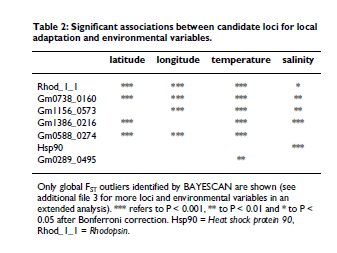 Table 2: Significant associations between candidate loci for local
adaptation and environmental variables.
latitude longitude temperature salinity
Rhod_1_1 *** *** *** *
Gm0738_0160 *** *** *** **
Gm1156_0573 *** *** **
Gm1386_0216 *** *** ***
Gm0588_0274 *** *** ***
Hsp90 ***
Gm0289_0495 **
Only global FST outliers identified by BAYESCAN are shown (see
additional file 3 for more loci and environmental variables in an
extended analysis). *** refers to P < 0.001, ** to P < 0.01 and * to P <
0.05 after Bonferroni correction. Hsp90 = Heat shock protein 90,
Rhod_1_1 = Rhodopsin.